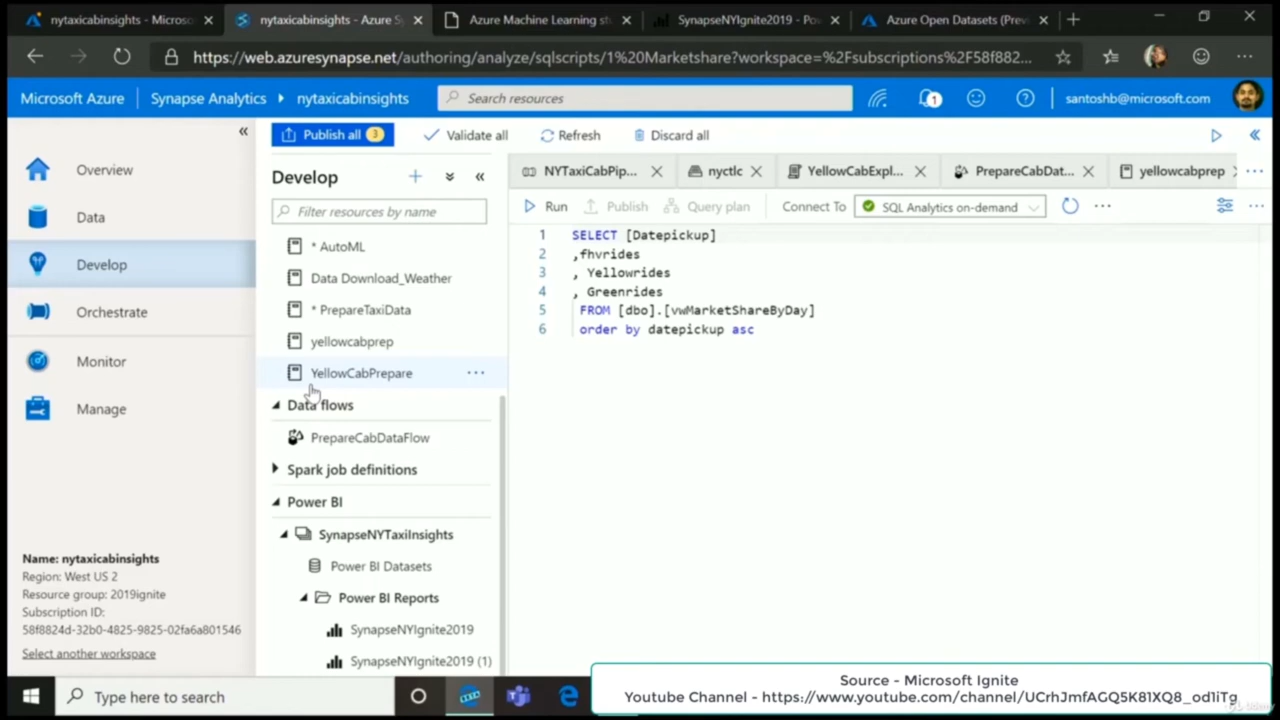 nytaxicabinsights - Microso
nytaxicabinsights - Azure S
Azure Machine Learning stu
SynapseNYIgnite2019 - Pow
Azure Open Datasets (Prev
https://web.azuresynapse.net/authoring/analyze/sqlscripts/1%20Marketshare?workspace=%2Fsubscriptions%2F58f882...
Microsoft Azure
Synapse Analytics
nytaxicabinsights
Search resources
1
santoshb@microsoft.com
Overview
Data
Develop
Orchestrate
Monitor
Manage
Name: nytaxicabinsights
Region: West US 2
Resource group: 2019ignite
Subscription ID:
58f8824d-32b0-4825-9825-02fa6a801546
Select another workspace
Publish all 3
Validate all
Refresh
Discard all
Develop
Filter resources by name
* AutoML
Data Download_Weather
* PrepareTaxiData
yellowcabprep
YellowCabPrepare
Data flows
PrepareCabDataFlow
Spark job definitions
Power BI
SynapseNYTaxiInsights
Power BI Datasets
Power BI Reports
SynapseNYIgnite2019
SynapseNYIgnite2019 (1)
NYTaxiCabPip...
nyctlc
YellowCabExpl...
PrepareCabDat...
yellowcabprep
Run
Publish
Query plan
Connect To
SQL Analytics on-demand
1 SELECT [Datepickup]
2 ,fhvrides
3 , Yellowrides
4 , Greenrides
5 FROM [dbo].[vwMarketShareByDay]
6 order by datepickup asc
Type here to search
Source - Microsoft Ignite
Youtube Channel - https://www.youtube.com/channel/UCrhJmfAGQ5K81XQ8_od1iTg